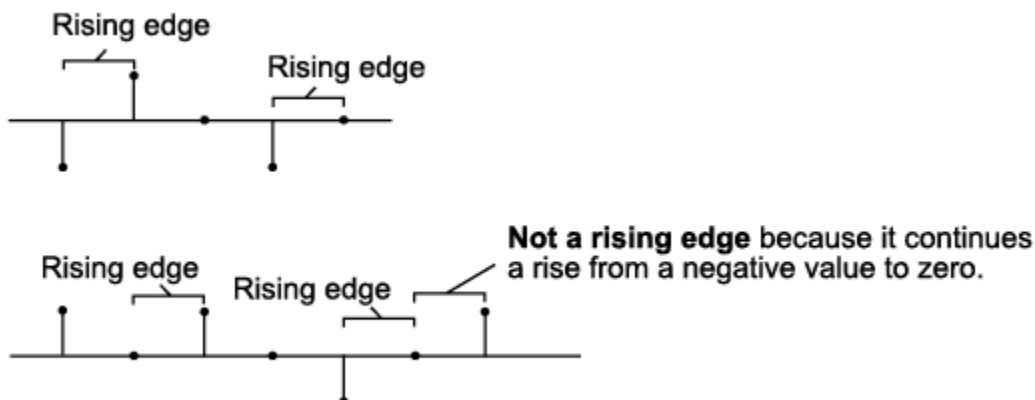 Rising edge
Rising edge
Not a rising edge because it continues
a rise from a negative value to zero.
Rising edge
Rising edge